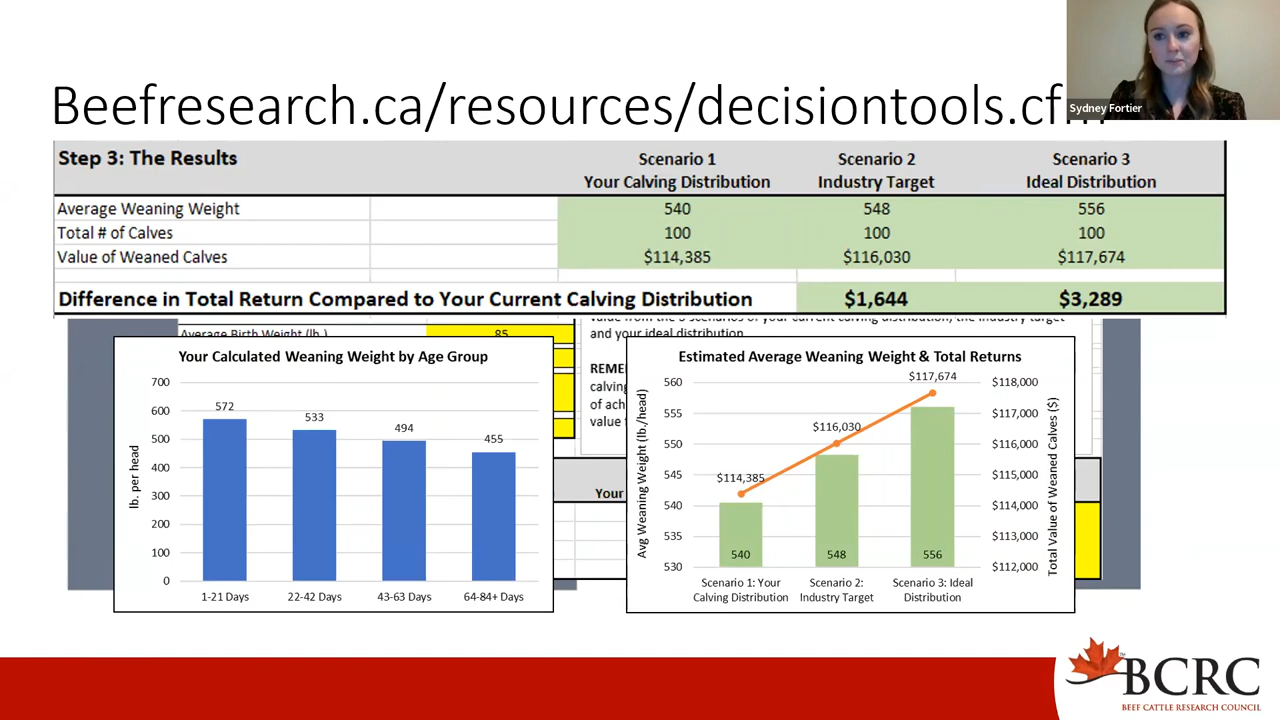 Sydney Fortier
Beefresearch.ca/resources/decisiontools.cfm
Step 3: The Results
Scenario 1
Your Calving Distribution
Scenario 2
Industry Target
Scenario 3
Ideal Distribution
Average Weaning Weight 540 548 556
Total # of Calves 100 100 100
Value of Weaned Calves $114,385 $116,030 $117,674
Difference in Total Return Compared to Your Current Calving Distribution $1,644 $3,289
Average Birth Weight (lb.) 85
value from the 3 scenarios of your current calving distribution, the industry target
and your ideal distribution.
calving
of ach
value
Your
Your Calculated Weaning Weight by Age Group
lb. per head
700
600
500
400
300
200
100
0
572
533
494
455
1-21 Days
22-42 Days
43-63 Days
64-84+ Days
Estimated Average Weaning Weight & Total Returns
Avg Weaning Weight (lb./head)
560
555
550
545
540
535
530
$114,385
$116,030
$117,674
540
548
556
Scenario 1: Your
Calving Distribution
Scenario 2:
Industry Target
Scenario 3: Ideal
Distribution
$118,000
$117,000
$116,000
$115,000
$114,000
$113,000
$112,000
Total Value of Weaned Calves ($)
BCRC
BEEF CATTLE RESEARCH COUNCIL